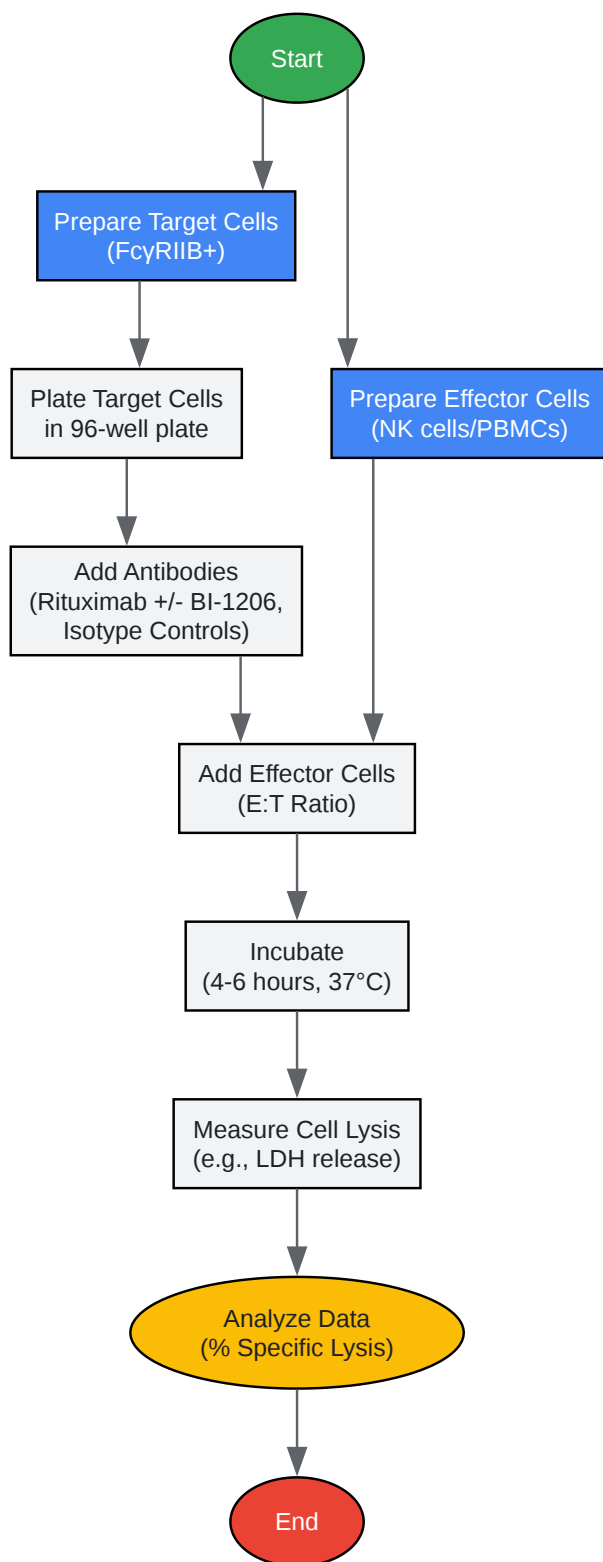 Start
Prepare Target Cells
(FcγRIIB+)
Plate Target Cells
in 96-well plate
Prepare Effector Cells
(NK cells/PBMCs)
Add Antibodies
(Rituximab +/- BI-1206,
Isotype Controls)
Add Effector Cells
(E:T Ratio)
Incubate
(4-6 hours, 37°C)
Measure Cell Lysis
(e.g., LDH release)
Analyze Data
(% Specific Lysis)
End